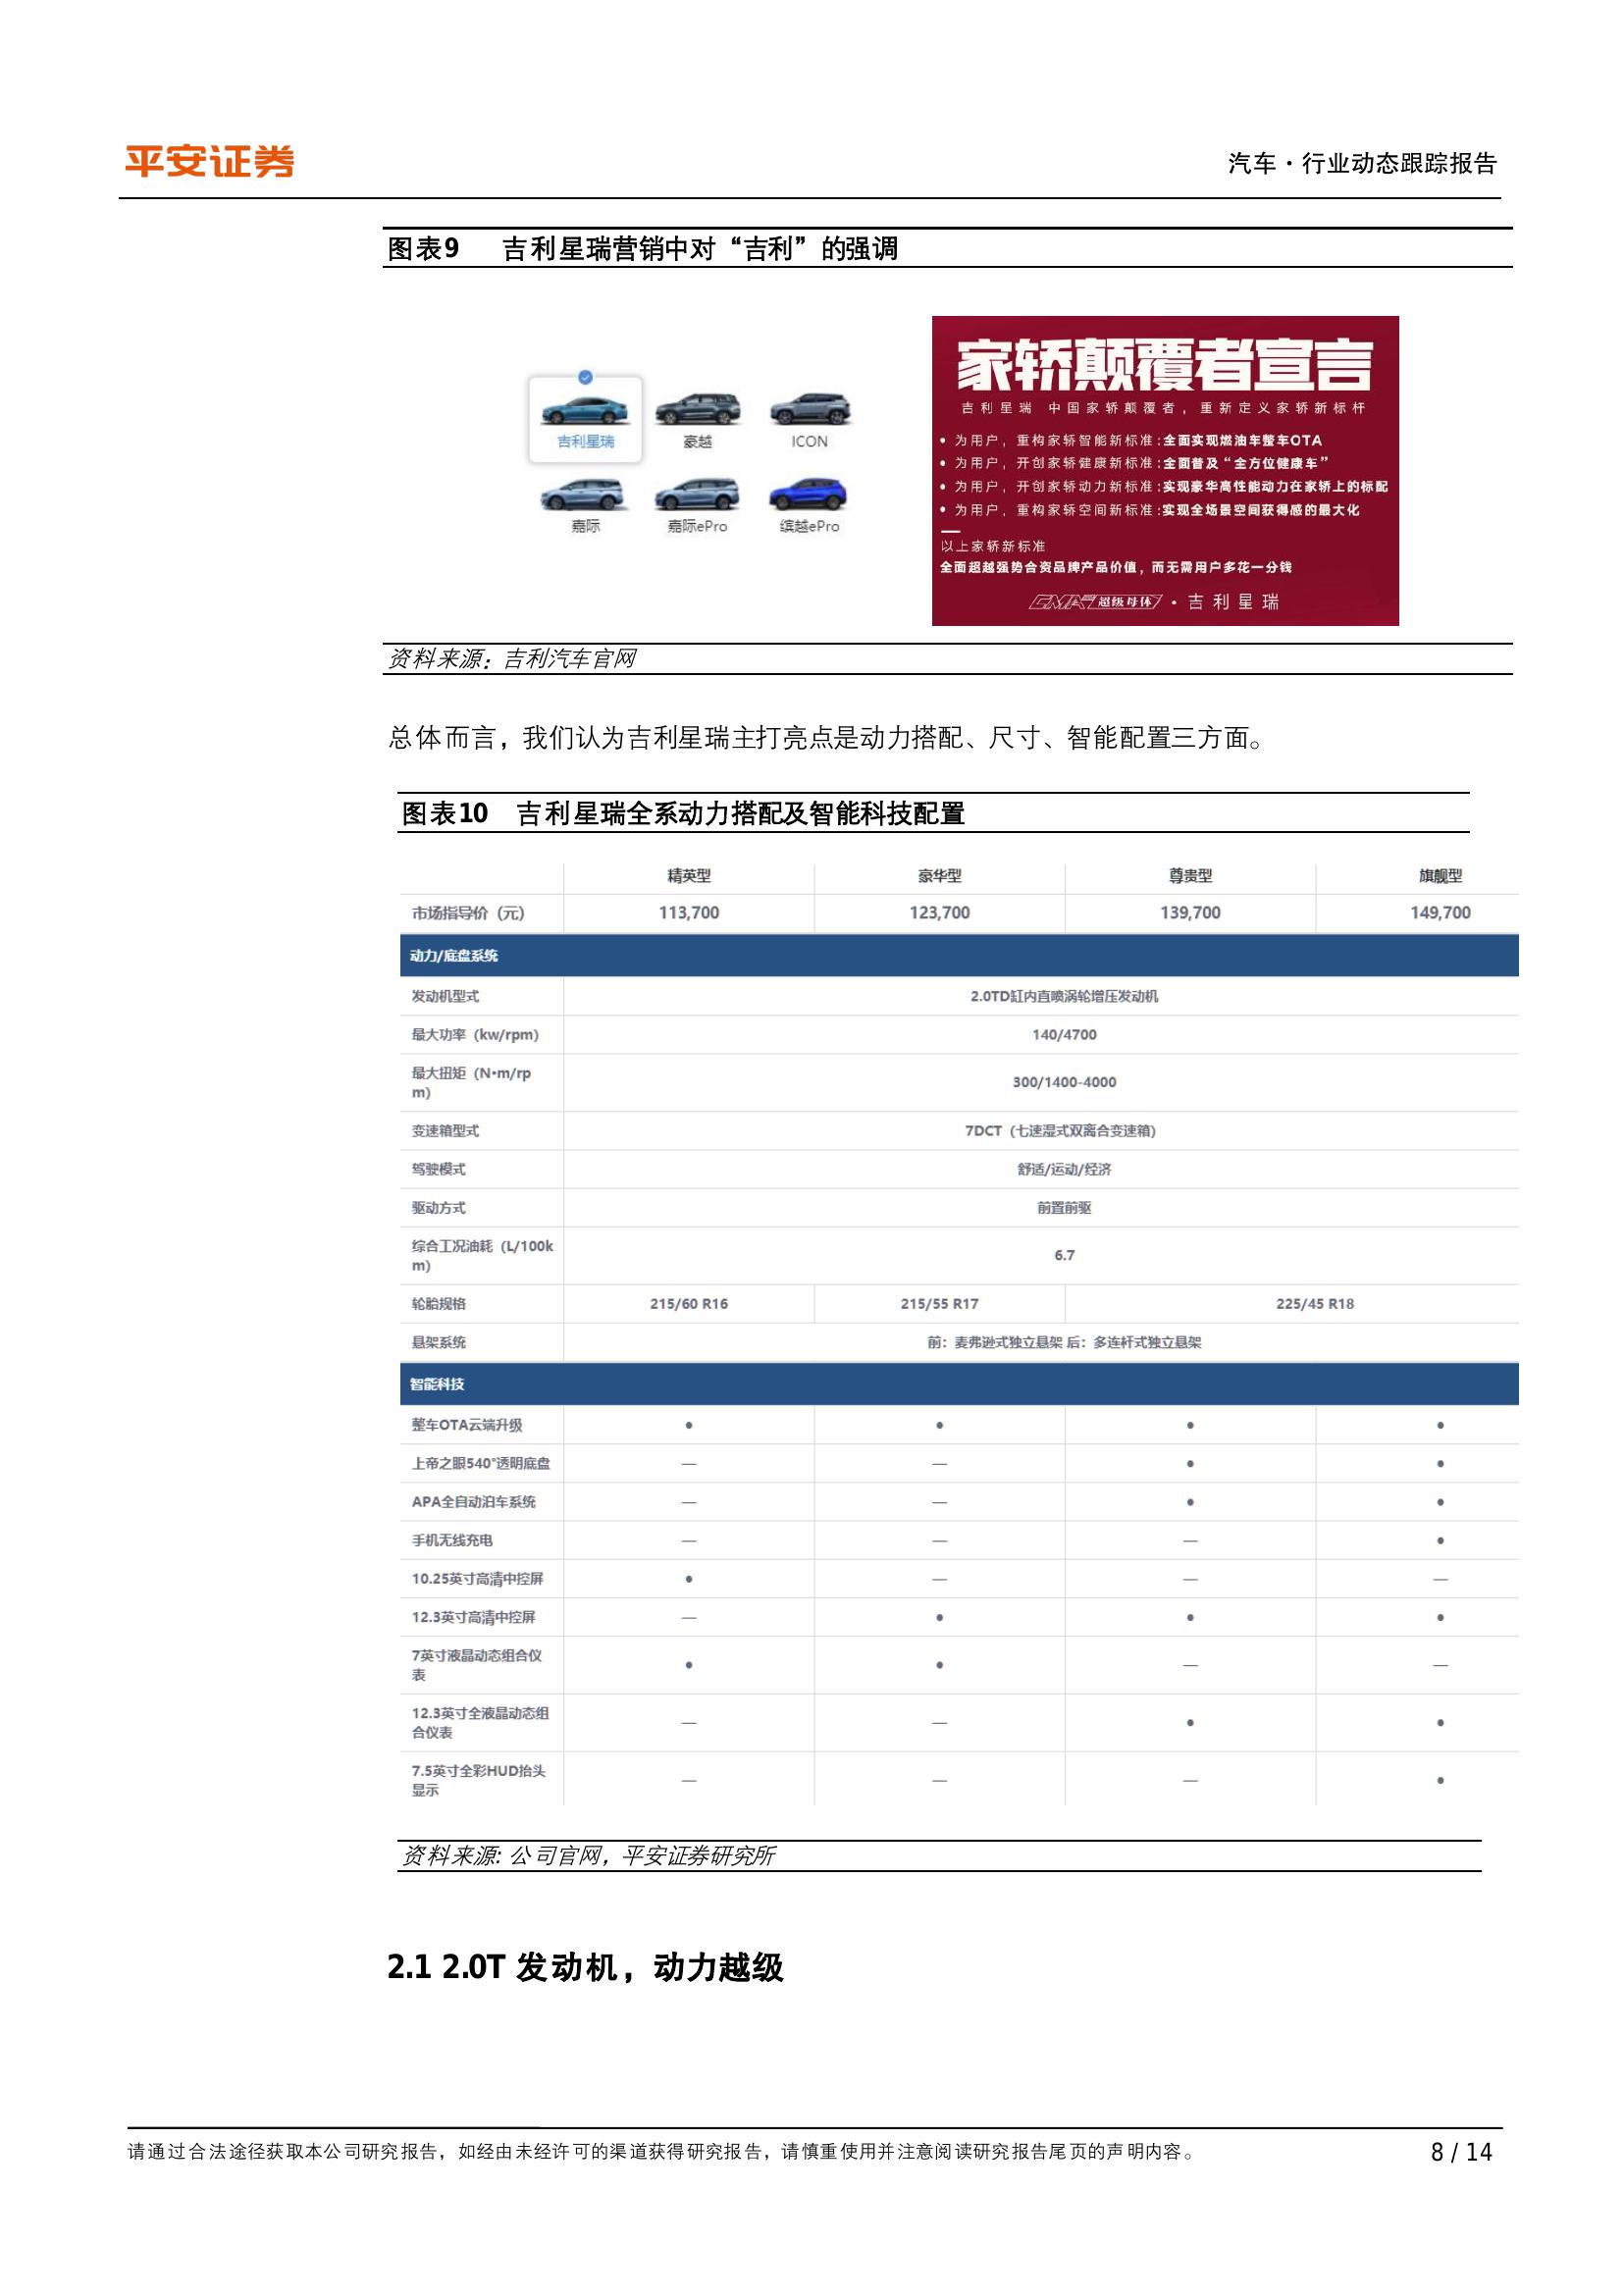 平安证券
汽车·行业动态跟踪报告
图表9 吉利星瑞营销中对“吉利”的强调
吉利星瑞 豪越 ICON
嘉际 嘉际ePro 缤越ePro
家轿颠覆者宣言
吉利星瑞 中国家轿颠覆者，重新定义家轿新标杆
• 为用户，重构家轿智能新标准：全面实现燃油车整车OTA
• 为用户，开创家轿健康新标准：全面普及“全方位健康车”
• 为用户，开创家轿动力新标准：实现豪华高性能动力在家轿上的标配
• 为用户，重构家轿空间新标准：实现全场景空间获得感的最大化
以上家轿新标准
全面超越强势合资品牌产品价值，而无需用户多花一分钱
CMA 超级母体 · 吉利星瑞
资料来源：吉利汽车官网
总体而言，我们认为吉利星瑞主打亮点是动力搭配、尺寸、智能配置三方面。
图表10 吉利星瑞全系动力搭配及智能科技配置
精英型 豪华型 尊贵型 旗舰型
市场指导价（元） 113,700 123,700 139,700 149,700
动力/底盘系统
发动机型式 2.0TD缸内直喷涡轮增压发动机
最大功率（kw/rpm） 140/4700
最大扭矩（N•m/rp
m） 300/1400-4000
变速箱型式 7DCT（七速湿式双离合变速箱）
驾驶模式 舒适/运动/经济
驱动方式 前置前驱
综合工况油耗（L/100k
m） 6.7
轮胎规格 215/60 R16 215/55 R17 225/45 R18
悬架系统 前：麦弗逊式独立悬架 后：多连杆式独立悬架
智能科技
整车OTA云端升级 ● ● ● ●
上帝之眼540°透明底盘 — — ● ●
APA全自动泊车系统 — — ● ●
手机无线充电 — — — ●
10.25英寸高清中控屏 ● — — —
12.3英寸高清中控屏 — ● ● ●
7英寸液晶动态组合仪
表 ● ● — —
12.3英寸全液晶动态组
合仪表 — — ● ●
7.5英寸全彩HUD抬头
显示 — — — ●
资料来源: 公司官网，平安证券研究所
2.1 2.0T 发动机，动力越级
请通过合法途径获取本公司研究报告，如经由未经许可的渠道获得研究报告，请慎重使用并注意阅读研究报告尾页的声明内容。
8 / 14